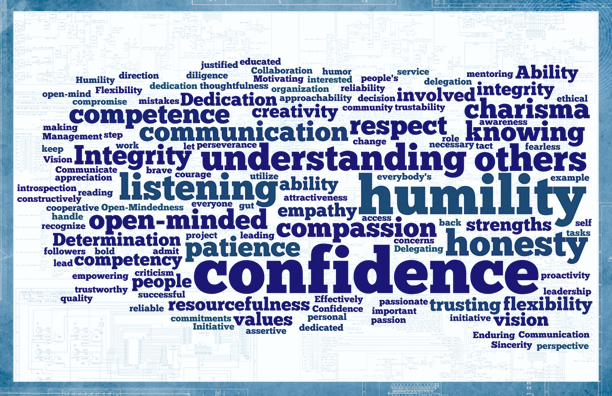 justified educated
Collaboration humor service
Humility direction diligence Motivating interested people's mentoring Ability
open-mind Flexibility dedication thoughtfulness organization reliability delegation integrity
compromise mistakes Dedication approachability decision involved ethical
competence creativity community trustability charisma
making communication respect awareness knowing
Management step change role
keep work let perseverance necessary tact fearless
Vision Integrity understanding others
Communicate brave courage utilize everybody's example
appreciation
introspection reading listening ability humility
constructively attractiveness
cooperative Open-Mindedness everyone gut empathy
handle access
recognize open-minded compassion back strengths self
Determination project leading concerns tasks
followers bold admit patience Delegating honesty
lead competency
empowering criticism confidence proactivity
trustworthy people leadership
quality successful
reliable resourcefulness Effectively passionate trusting flexibility
Confidence important
commitments values personal passion initiative vision
Initiative assertive dedicated
Enduring Communication
Sincerity perspective